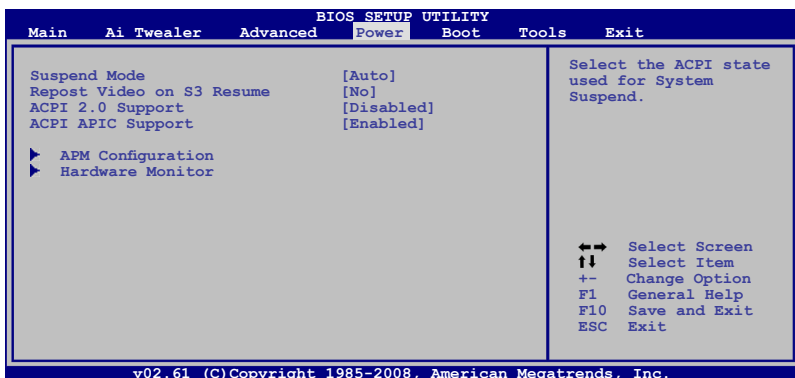 BIOS SETUP UTILITY
Main Ai Twealer Advanced Power Boot Tools Exit
Suspend Mode [Auto]
Repost Video on S3 Resume [No]
ACPI 2.0 Support [Disabled]
ACPI APIC Support [Enabled]
APM Configuration
Hardware Monitor
Select the ACPI state
used for System
Suspend.
←→ Select Screen
↑↓ Select Item
+- Change Option
F1 General Help
F10 Save and Exit
ESC Exit
v02.61 (C)Copyright 1985-2008, American Megatrends, Inc.